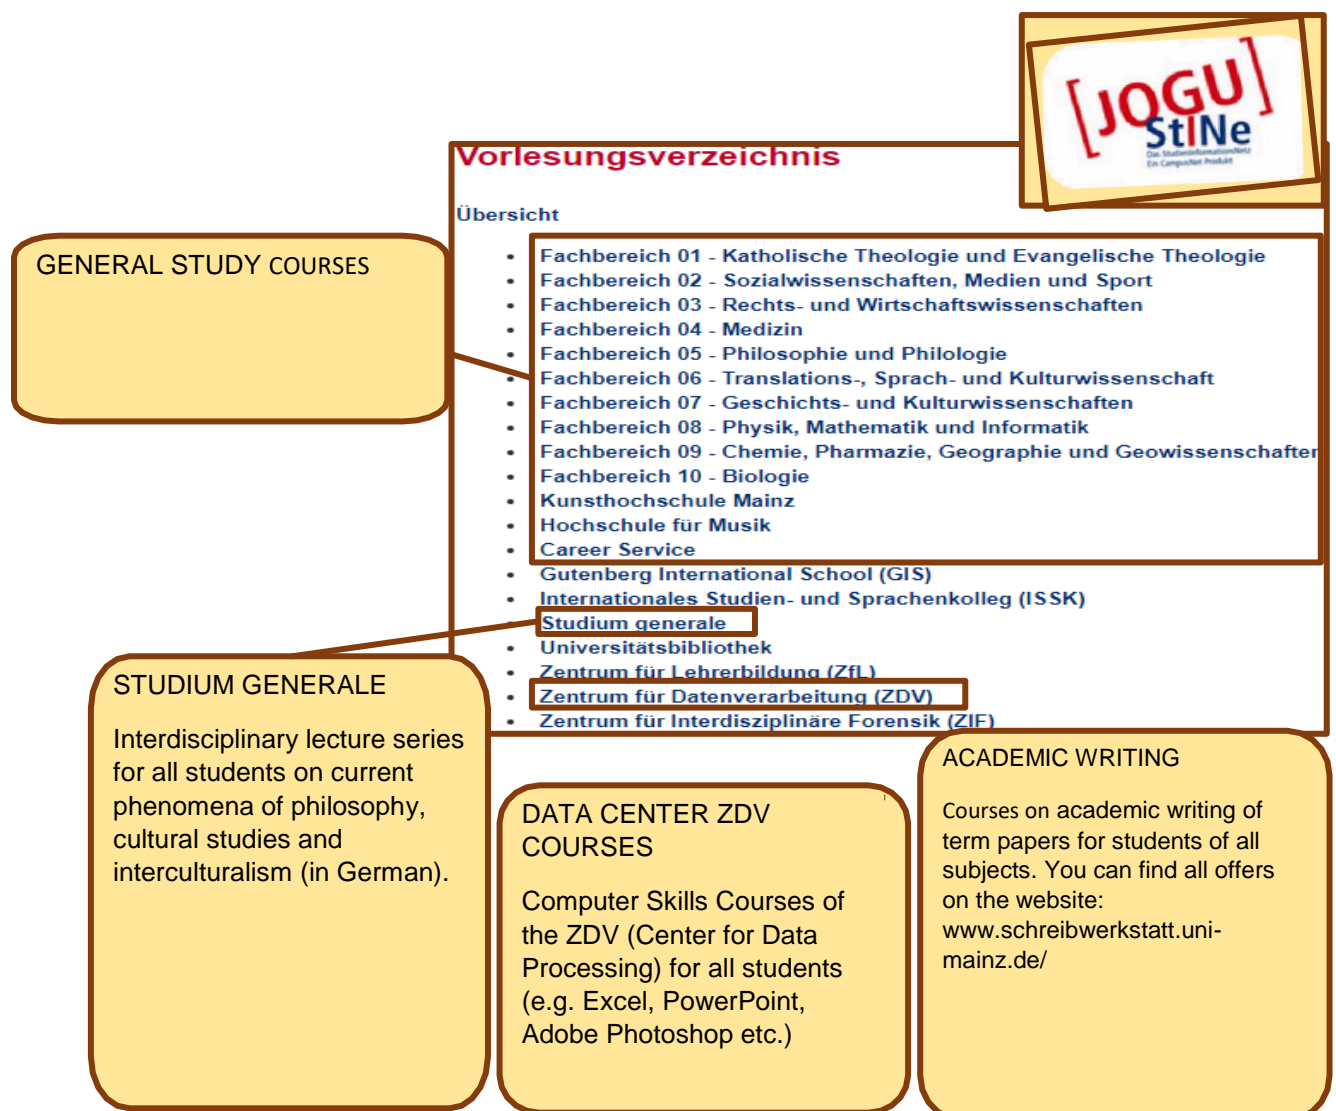 [JOGU]
StINe
Das StudienInformationsNetz
Ein CampusNet Produkt
Vorlesungsverzeichnis
Übersicht
GENERAL STUDY COURSES
• Fachbereich 01 - Katholische Theologie und Evangelische Theologie
• Fachbereich 02 - Sozialwissenschaften, Medien und Sport
• Fachbereich 03 - Rechts- und Wirtschaftswissenschaften
• Fachbereich 04 - Medizin
• Fachbereich 05 - Philosophie und Philologie
• Fachbereich 06 - Translations-, Sprach- und Kulturwissenschaft
• Fachbereich 07 - Geschichts- und Kulturwissenschaften
• Fachbereich 08 - Physik, Mathematik und Informatik
• Fachbereich 09 - Chemie, Pharmazie, Geographie und Geowissenschaften
• Fachbereich 10 - Biologie
• Kunsthochschule Mainz
• Hochschule für Musik
• Career Service
• Gutenberg International School (GIS)
• Internationales Studien- und Sprachenkolleg (ISSK)
• Studium generale
• Universitätsbibliothek
• Zentrum für Lehrerbildung (ZfL)
• Zentrum für Datenverarbeitung (ZDV)
• Zentrum für Interdisziplinäre Forensik (ZIF)
STUDIUM GENERALE
Interdisciplinary lecture series
for all students on current
phenomena of philosophy,
cultural studies and
interculturalism (in German).
DATA CENTER ZDV
COURSES
Computer Skills Courses of
the ZDV (Center for Data
Processing) for all students
(e.g. Excel, PowerPoint,
Adobe Photoshop etc.)
ACADEMIC WRITING
Courses on academic writing of
term papers for students of all
subjects. You can find all offers
on the website:
www.schreibwerkstatt.uni-
mainz.de/